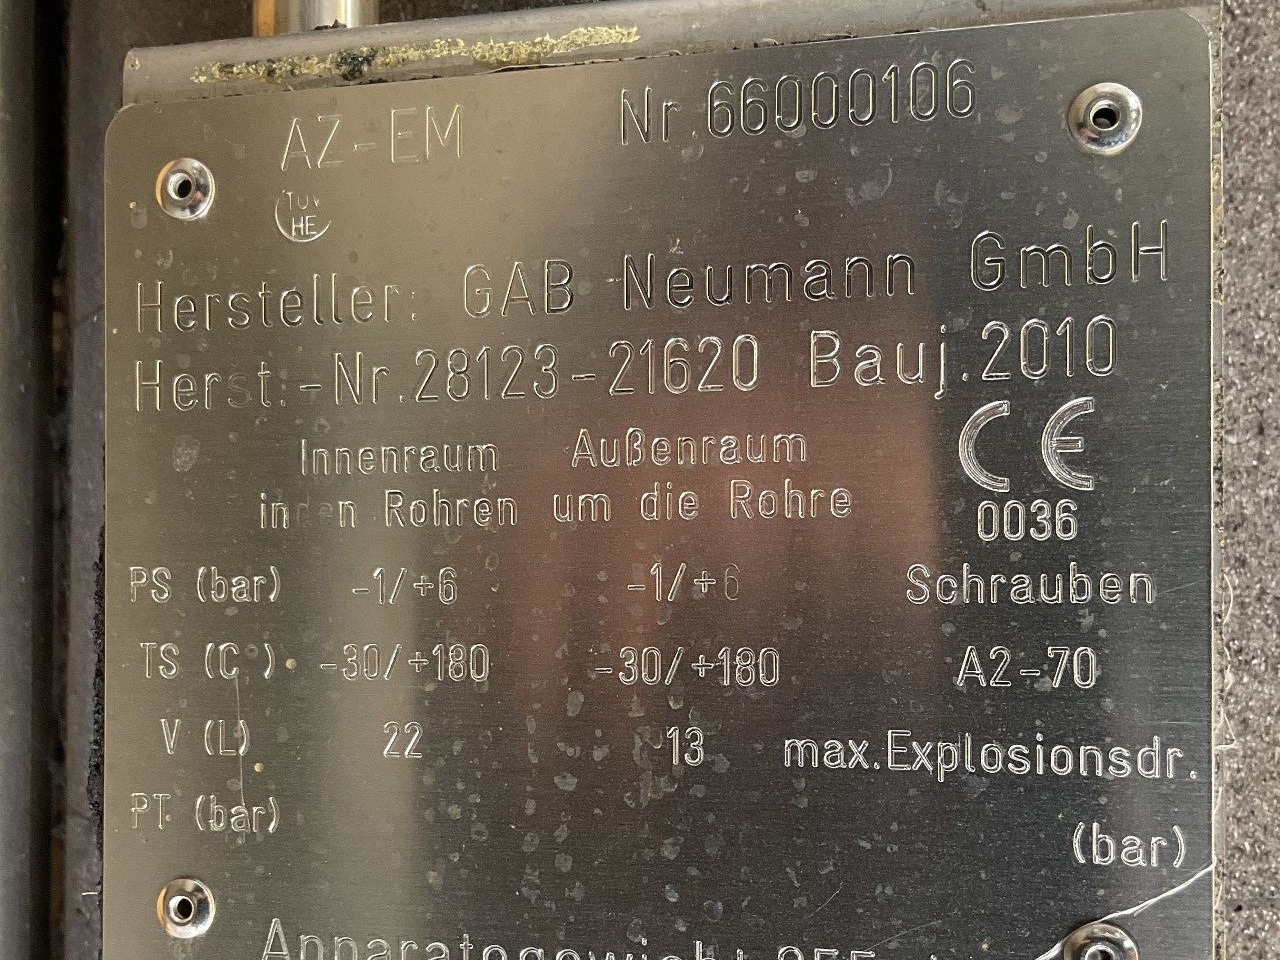 AZ-EM Nr.66000106
TÜV
HE
Hersteller: GAB Neumann GmbH
Herst.-Nr.28123-21620 Bauj.2010
Innenraum Außenraum
in den Rohren um die Rohre
CE
0036
PS (bar) -1/+6 -1/+6 Schrauben
TS (C°) -30/+180 -30/+180 A2-70
V (L) 22 13 max.Explosionsdr.
PT (bar)
(bar)
Apparategewicht